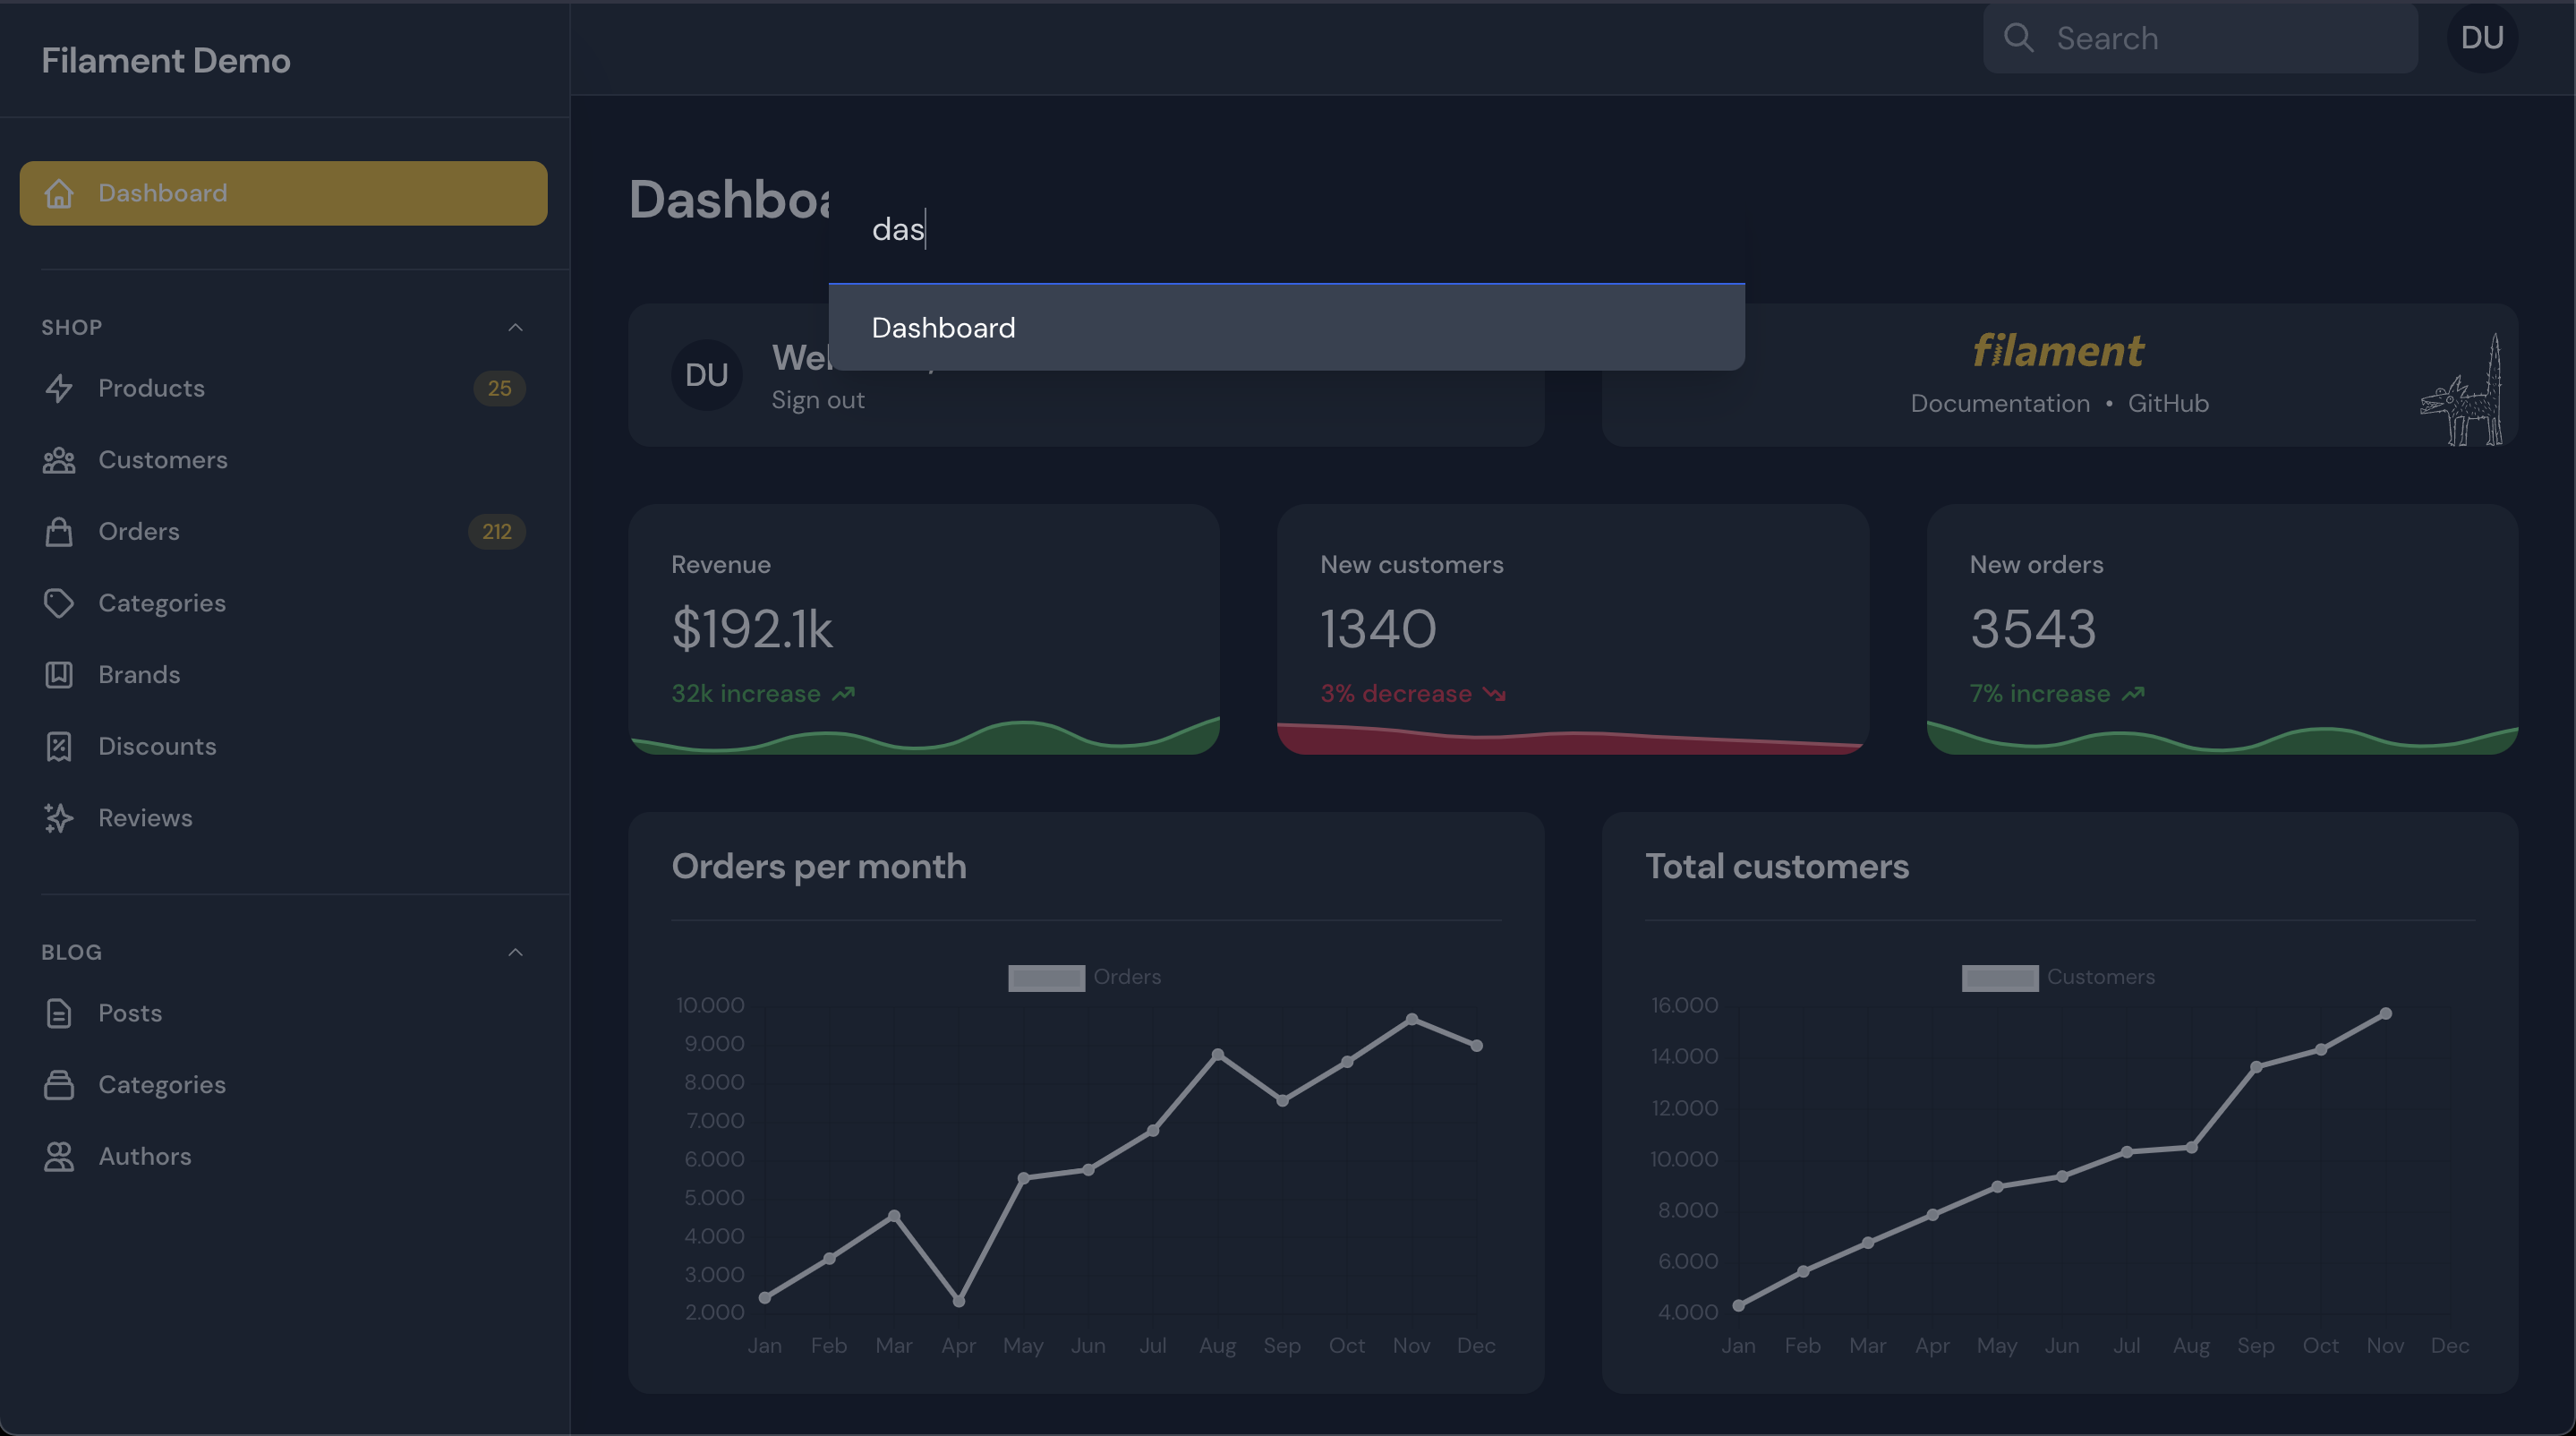 Filament Demo
Search
DU
Dashboard
SHOP
Products 25
Customers
Orders 212
Categories
Brands
Discounts
Reviews
BLOG
Posts
Categories
Authors
das
Dashboard
DU
Sign out
filament
Documentation • GitHub
Revenue
$192.1k
32k increase
New customers
1340
3% decrease
New orders
3543
7% increase
Orders per month
Orders
10.000
9.000
8.000
7.000
6.000
5.000
4.000
3.000
2.000
Jan Feb Mar Apr May Jun Jul Aug Sep Oct Nov Dec
Total customers
Customers
16.000
14.000
12.000
10.000
8.000
6.000
4.000
Jan Feb Mar Apr May Jun Jul Aug Sep Oct Nov Dec